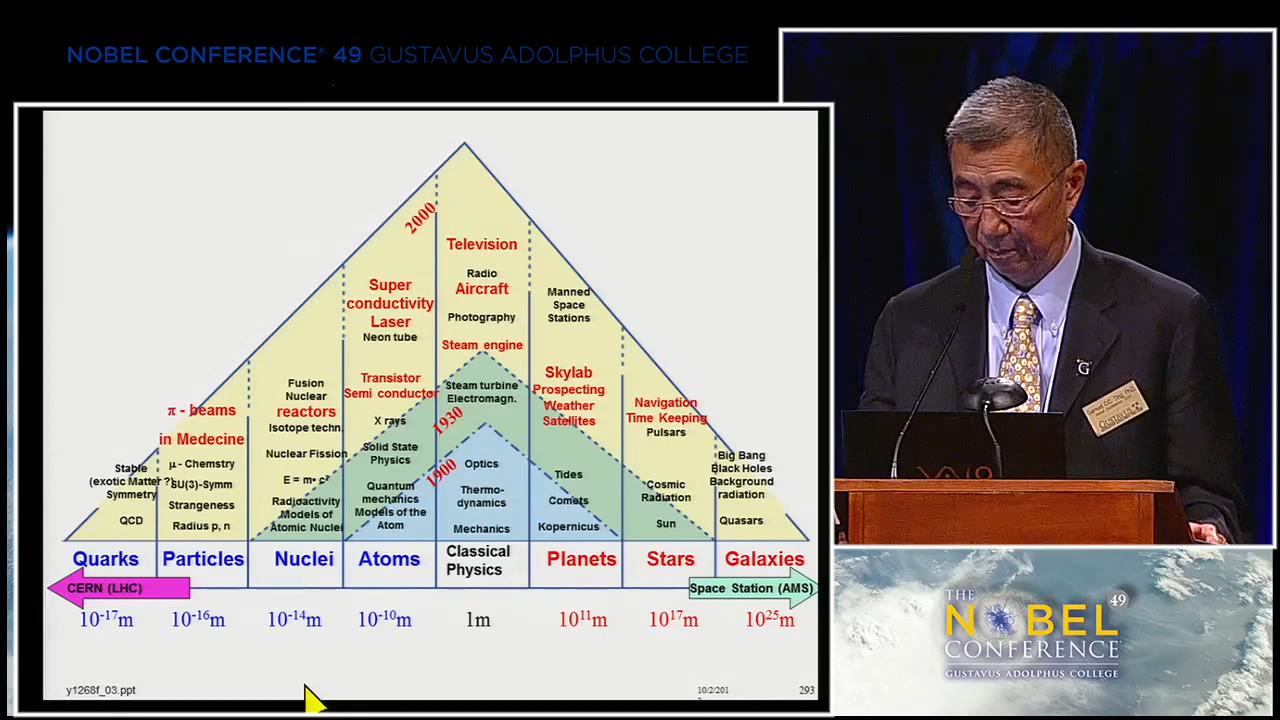 NOBEL CONFERENCE® 49 GUSTAVUS ADOLPHUS COLLEGE
2000
Television
Radio
Aircraft
Photography
Steam engine
Steam turbine
Electromagn.
1930
1900
Optics
Thermo-
dynamics
Mechanics
Super
conductivity
Laser
Neon tube
Transistor
Semi conductor
X rays
Solid State
Physics
Quantum
mechanics
Models of the
Atom
Fusion
Nuclear
reactors
Isotope techn.
Nuclear Fission
E = m• c²
Radioactivity
Models of
Atomic Nuclei
π - beams
in Medecine
μ - Chemstry
SU(3)-Symm
Strangeness
Radius p, n
Stable
(exotic Matter ?)
Symmetry
QCD
Manned
Space
Stations
Skylab
Prospecting
Weather
Satellites
Tides
Comets
Kopernicus
Navigation
Time Keeping
Pulsars
Cosmic
Radiation
Sun
Big Bang
Black Holes
Background
radiation
Quasars
Quarks Particles Nuclei Atoms Classical Physics Planets Stars Galaxies
CERN (LHC)
Space Station (AMS)
10⁻¹⁷m 10⁻¹⁶m 10⁻¹⁴m 10⁻¹⁰m 1m 10¹¹m 10¹⁷m 10²⁵m
y1268f_03.ppt
10/2/201
293
G
GUSTAVUS
VAIO
THE
NOBEL 49
CONFERENCE
GUSTAVUS ADOLPHUS COLLEGE